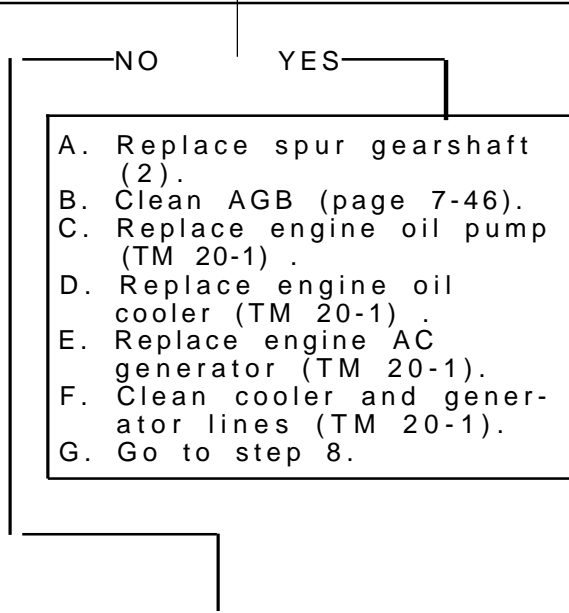 NO YES
A. Replace spur gearshaft
(2).
B. Clean AGB (page 7-46).
C. Replace engine oil pump
(TM 20-1) .
D. Replace engine oil
cooler (TM 20-1) .
E. Replace engine AC
generator (TM 20-1).
F. Clean cooler and gener-
ator lines (TM 20-1).
G. Go to step 8.